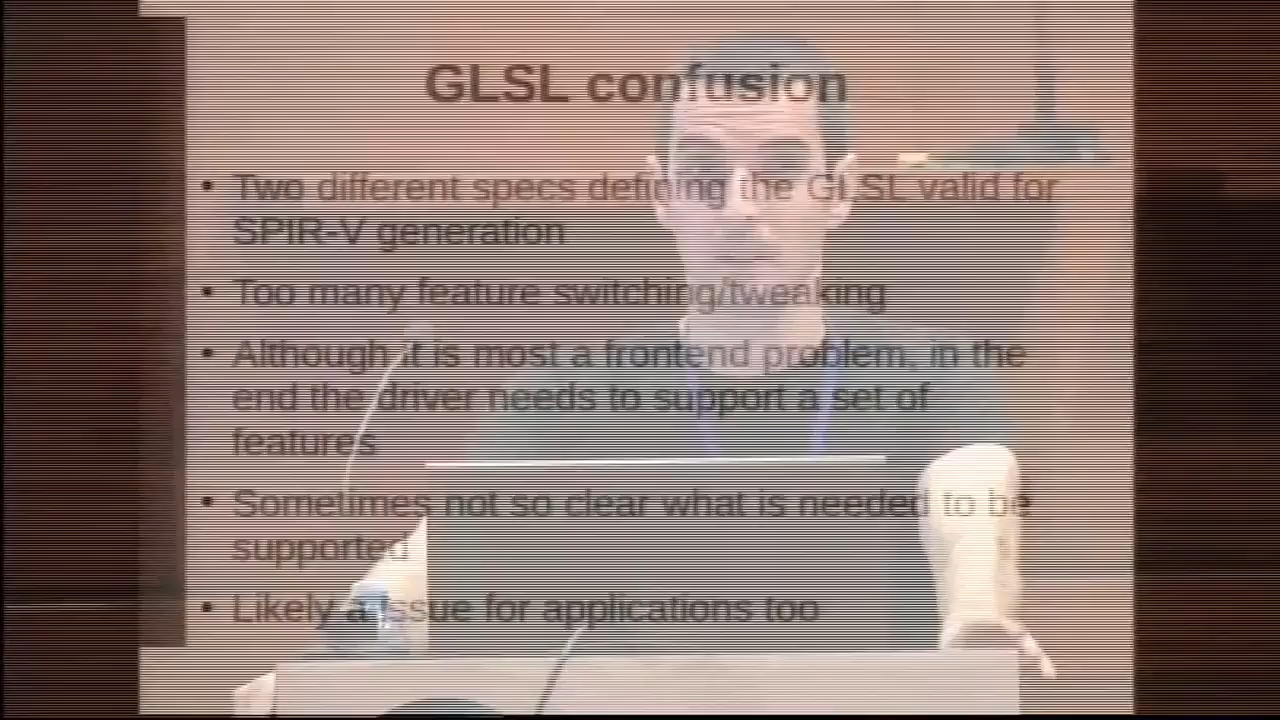 GLSL confusion
• Two different specs defining the GLSL valid for
SPIR-V generation
• Too many feature switching/tweaking
• Although it is most a frontend problem, in the
end the driver needs to support a set of
features
• Sometimes not so clear what is needed to be
supported
• Likely a issue for applications too